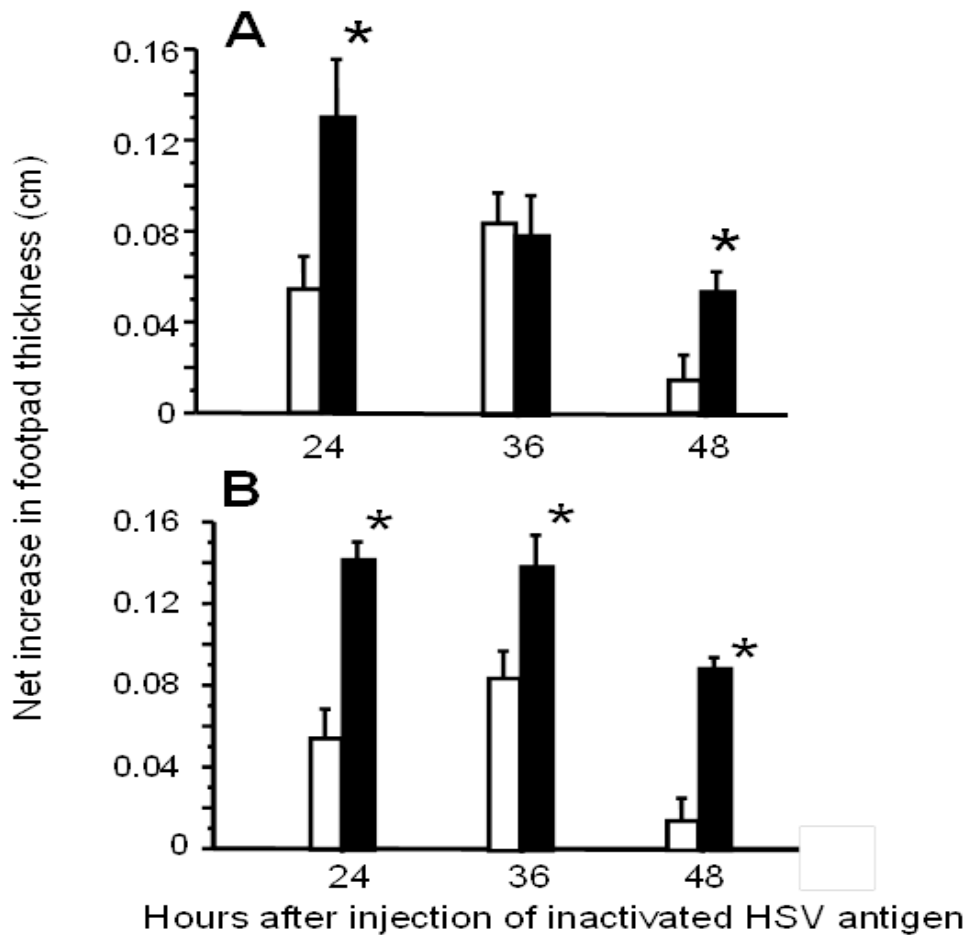 Net increase in footpad thickness (cm)
A
*
0.16
0.12
0.08
*
0.04
0
24 36 48
B
0.16
*
*
0.12
0.08
*
0.04
0
24 36 48
Hours after injection of inactivated HSV antigen